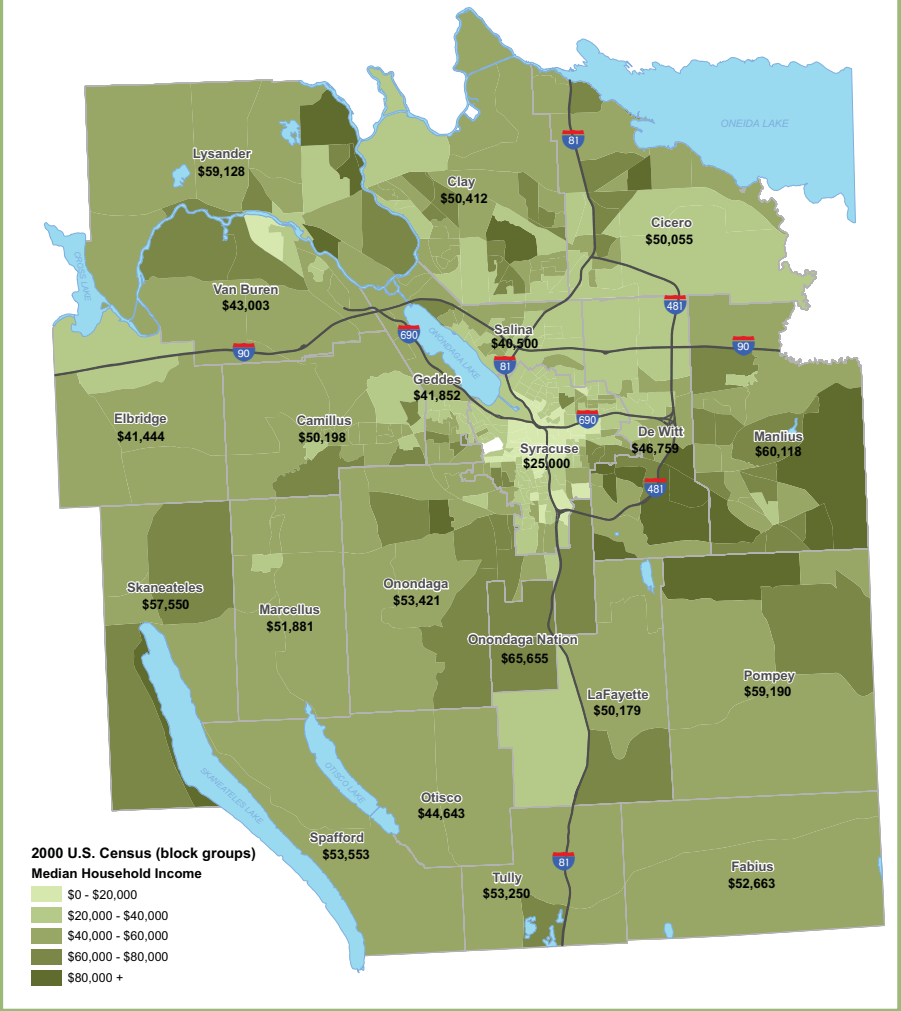 ONEIDA LAKE
81
Lysander
$59,128
Clay
$50,412
Cicero
$50,055
CROSS LAKE
Van Buren
$43,003
481
Salina
$40,500
690
ONONDAGA LAKE
90
90
81
Geddes
$41,852
Elbridge
$41,444
Camillus
$50,198
690
De Witt
$46,759
Manlius
$60,118
Syracuse
$25,000
481
Skaneateles
$57,550
Onondaga
$53,421
Marcellus
$51,881
Onondaga Nation
$65,655
LaFayette
$50,179
Pompey
$59,190
SKANEATELES LAKE
OTISCO LAKE
Otisco
$44,643
Spafford
$53,553
81
Tully
$53,250
Fabius
$52,663
2000 U.S. Census (block groups)
Median Household Income
$0 - $20,000
$20,000 - $40,000
$40,000 - $60,000
$60,000 - $80,000
$80,000 +